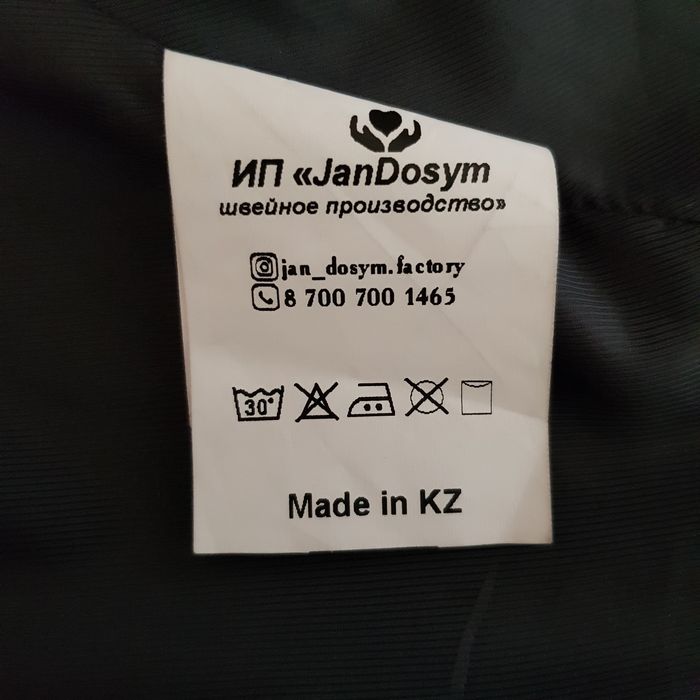 ИП «JanDosym
швейное производство»
jan_dosym.factory
8 700 700 1465
30°
Made in KZ